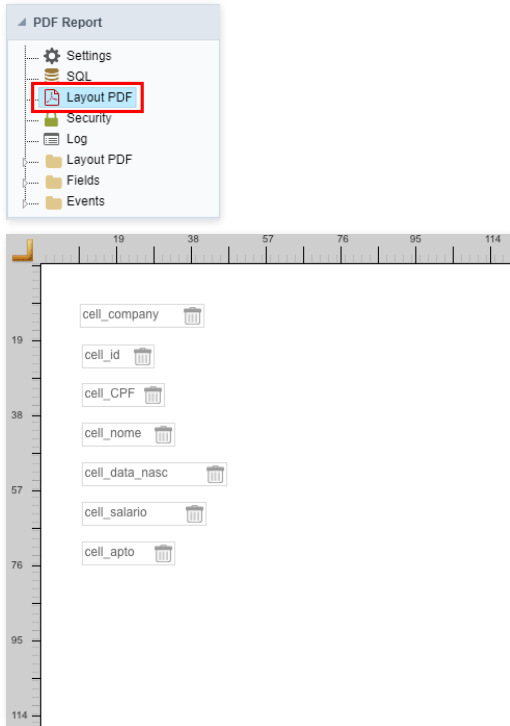 PDF Report
Settings
SQL
Layout PDF
Security
Log
Layout PDF
Fields
Events
19 38 57 76 95 114
cell_company
19
cell_id
cell_CPF
38
cell_nome
cell_data_nasc
57
cell_salario
cell_apto
76
95
114